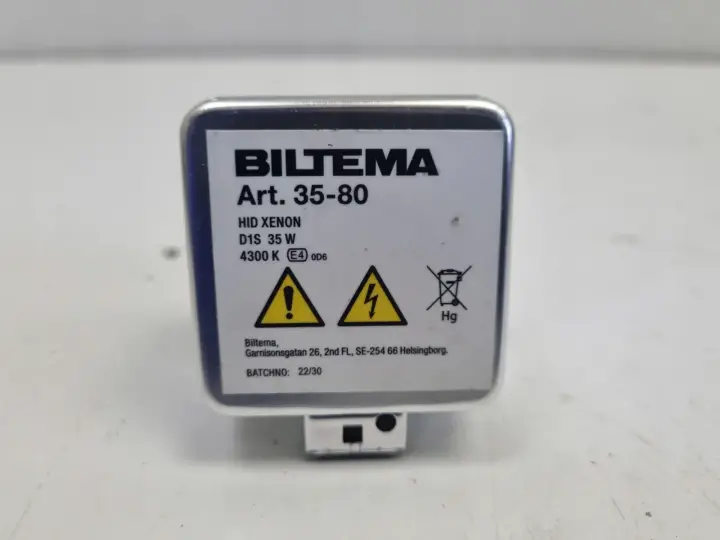 BILTEMA
Art. 35-80
HID XENON
D1S 35 W
4300 K E4 0D6
Hg
Biltema,
Garnisonsgatan 26, 2nd FL, SE-254 66 Helsingborg.
BATCHNO: 22/30